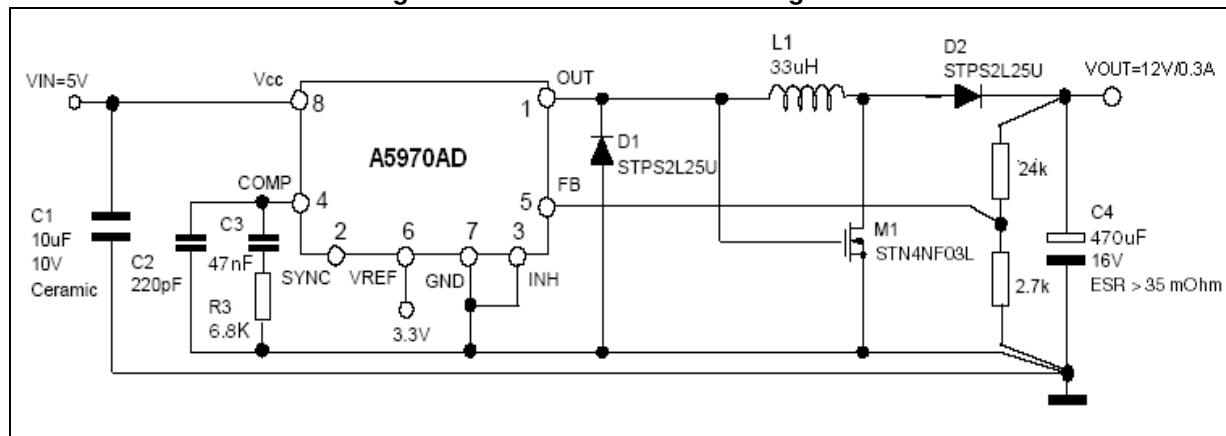 VIN=5V
Vcc
8
OUT
1
A5970AD
COMP
4
FB
5
2
6
7
3
SYNC
VREF
GND
INH
3.3V
C1
10uF
10V
Ceramic
C2
220pF
C3
47nF
R3
6.8K
D1
STPS2L25U
L1
33uH
D2
STPS2L25U
VOUT=12V/0.3A
M1
STN4NF03L
24k
2.7k
C4
470uF
16V
ESR > 35 mOhm